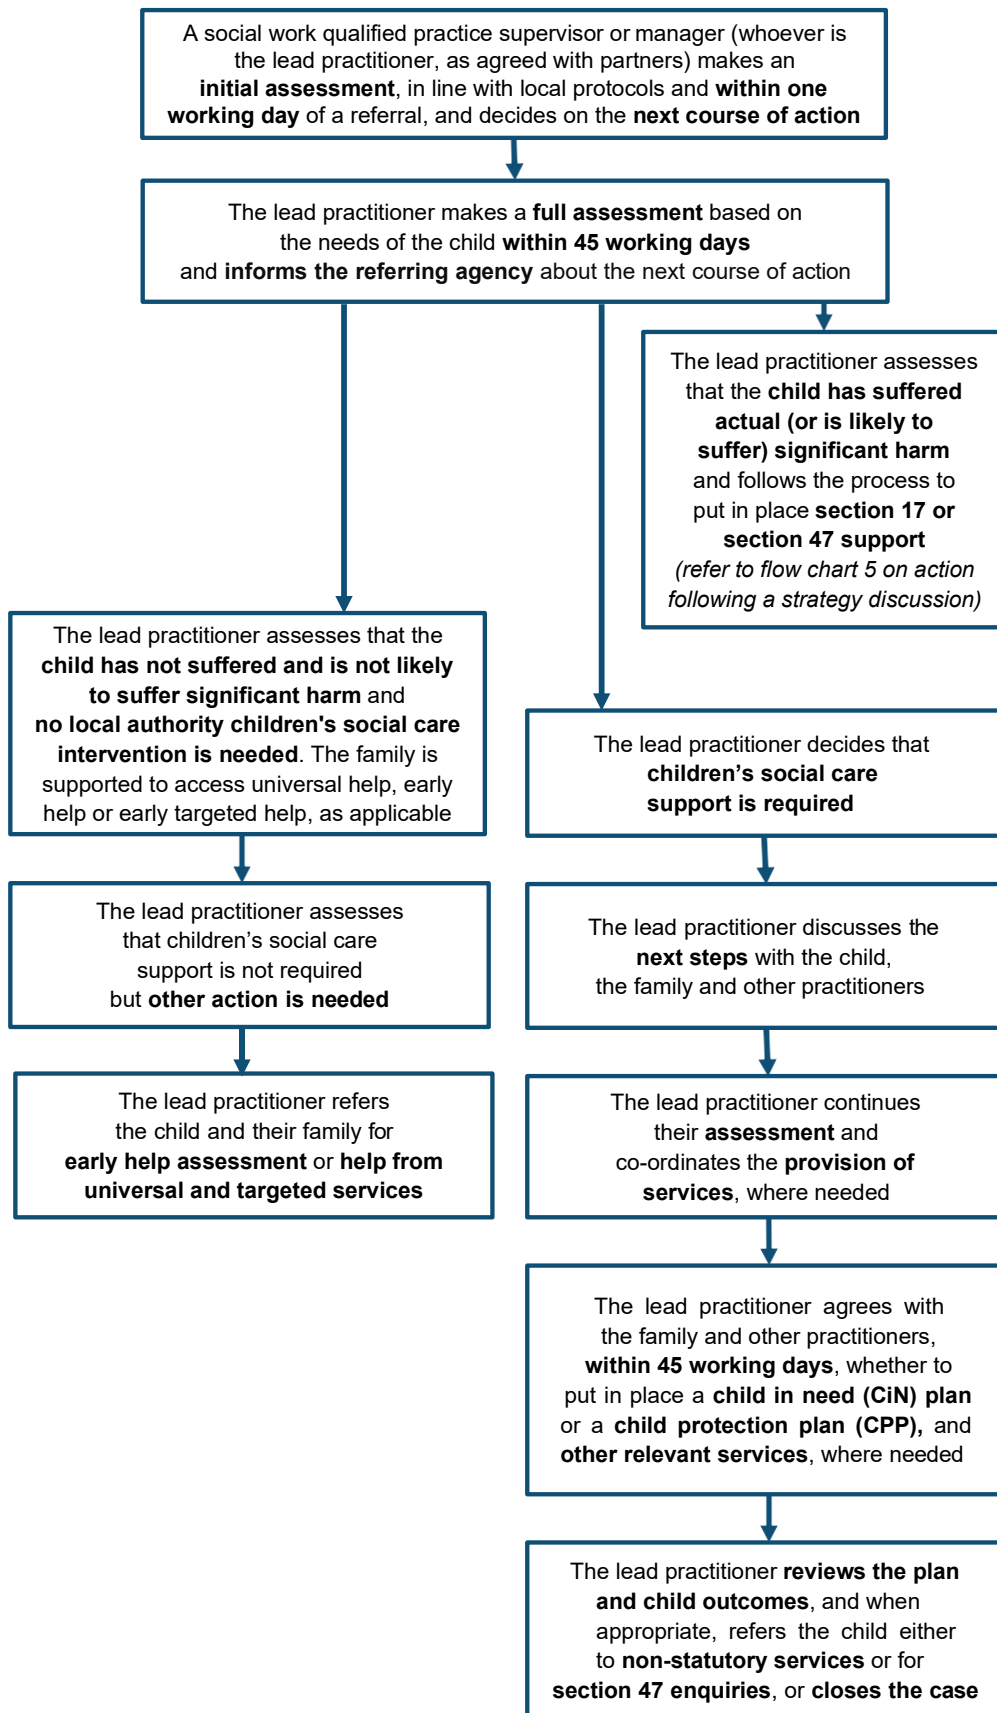 A social work qualified practice supervisor or manager (whoever is
the lead practitioner, as agreed with partners) makes an
initial assessment, in line with local protocols and within one
working day of a referral, and decides on the next course of action
The lead practitioner makes a full assessment based on
the needs of the child within 45 working days
and informs the referring agency about the next course of action
The lead practitioner assesses
that the child has suffered
actual (or is likely to
suffer) significant harm
and follows the process to
put in place section 17 or
section 47 support
(refer to flow chart 5 on action
following a strategy discussion)
The lead practitioner assesses that the
child has not suffered and is not likely
to suffer significant harm and
no local authority children's social care
intervention is needed. The family is
supported to access universal help, early
help or early targeted help, as applicable
The lead practitioner assesses
that children’s social care
support is not required
but other action is needed
The lead practitioner refers
the child and their family for
early help assessment or help from
universal and targeted services
The lead practitioner decides that
children’s social care
support is required
The lead practitioner discusses the
next steps with the child,
the family and other practitioners
The lead practitioner continues
their assessment and
co-ordinates the provision of
services, where needed
The lead practitioner agrees with
the family and other practitioners,
within 45 working days, whether to
put in place a child in need (CiN) plan
or a child protection plan (CPP), and
other relevant services, where needed
The lead practitioner reviews the plan
and child outcomes, and when
appropriate, refers the child either
to non-statutory services or for
section 47 enquiries, or closes the case